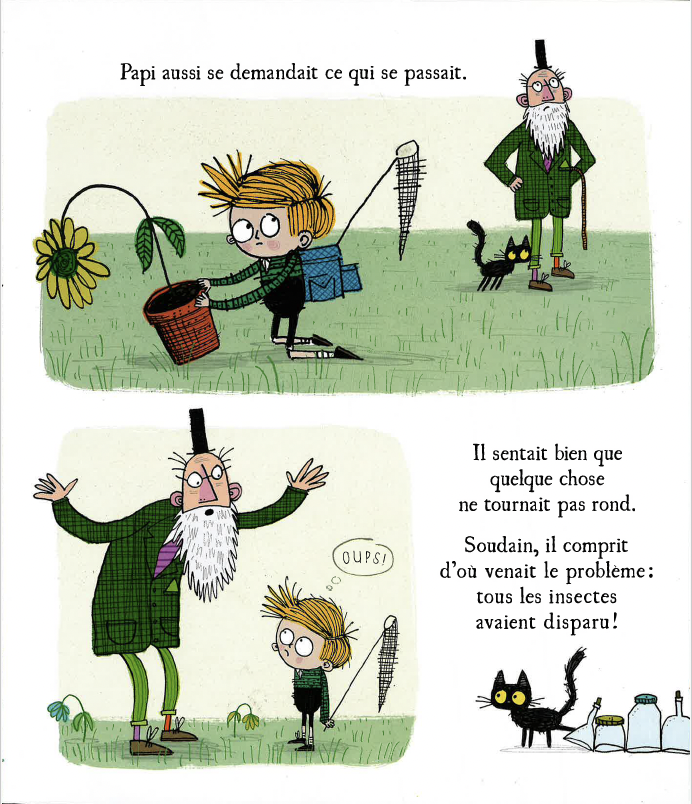 Papi aussi se demandait ce qui se passait.
OUPS!
Il sentait bien que
quelque chose
ne tournait pas rond.
Soudain, il comprit
d'où venait le problème :
tous les insectes
avaient disparu !